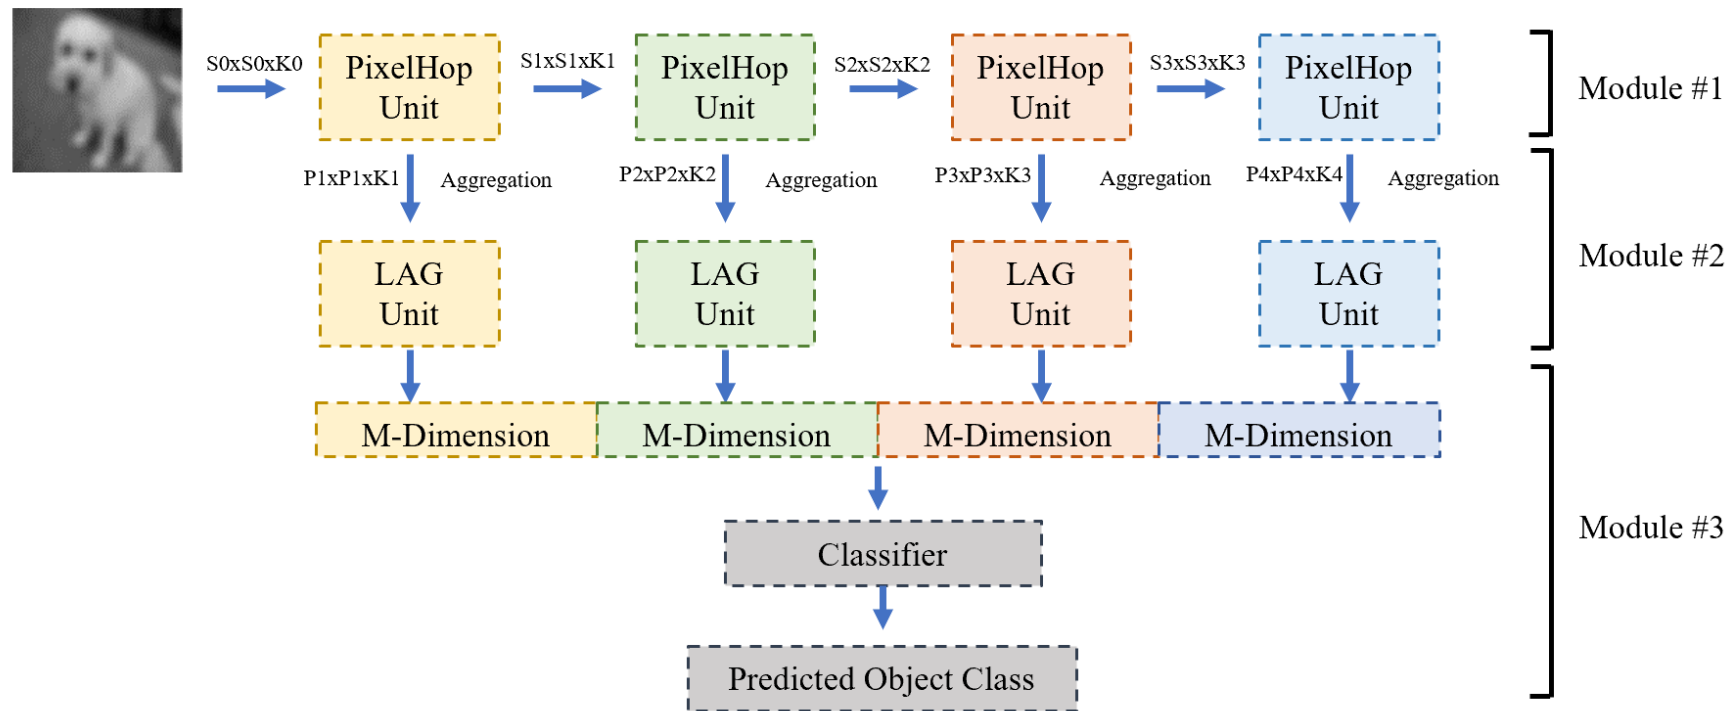 S0xS0xK0
PixelHop
Unit
S1xS1xK1
PixelHop
Unit
S2xS2xK2
PixelHop
Unit
S3xS3xK3
PixelHop
Unit
Module #1
P1xP1xK1
Aggregation
P2xP2xK2
Aggregation
P3xP3xK3
Aggregation
P4xP4xK4
Aggregation
LAG
Unit
LAG
Unit
LAG
Unit
LAG
Unit
Module #2
M-Dimension
M-Dimension
M-Dimension
M-Dimension
Classifier
Predicted Object Class
Module #3